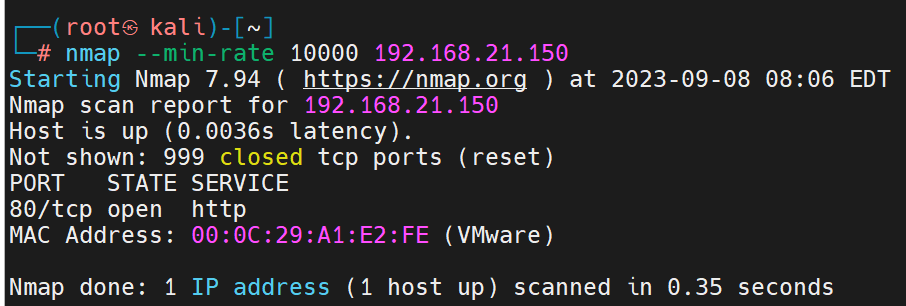 ┌──(root㉿ kali)-[~]
└─# nmap --min-rate 10000 192.168.21.150
Starting Nmap 7.94 ( https://nmap.org ) at 2023-09-08 08:06 EDT
Nmap scan report for 192.168.21.150
Host is up (0.0036s latency).
Not shown: 999 closed tcp ports (reset)
PORT   STATE SERVICE
80/tcp open  http
MAC Address: 00:0C:29:A1:E2:FE (VMware)
Nmap done: 1 IP address (1 host up) scanned in 0.35 seconds